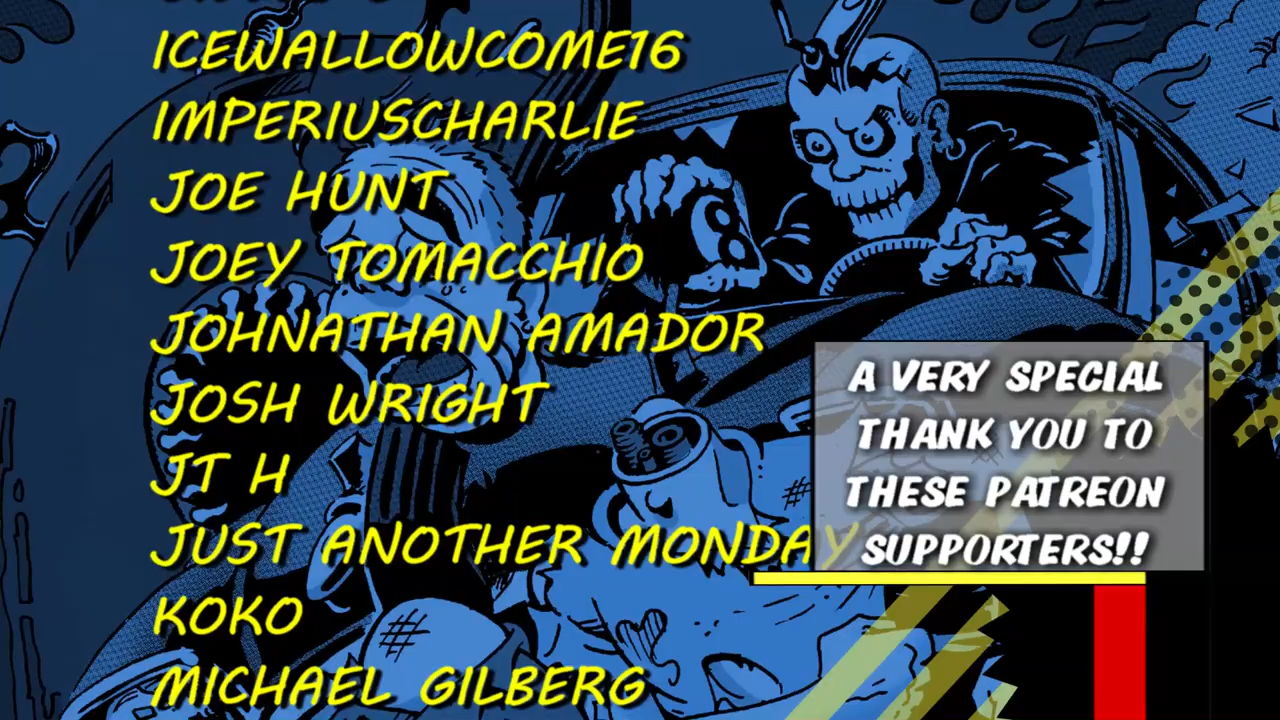 ICEWALLOWCOME16
IMPERIUSCHARLIE
JOE HUNT
JOEY TOMACCHIO
JOHNATHAN AMADOR
JOSH WRIGHT
JT H
JUST ANOTHER MONDAY
KOKO
MICHAEL GILBERG
A VERY SPECIAL
THANK YOU TO
THESE PATREON
SUPPORTERS!!